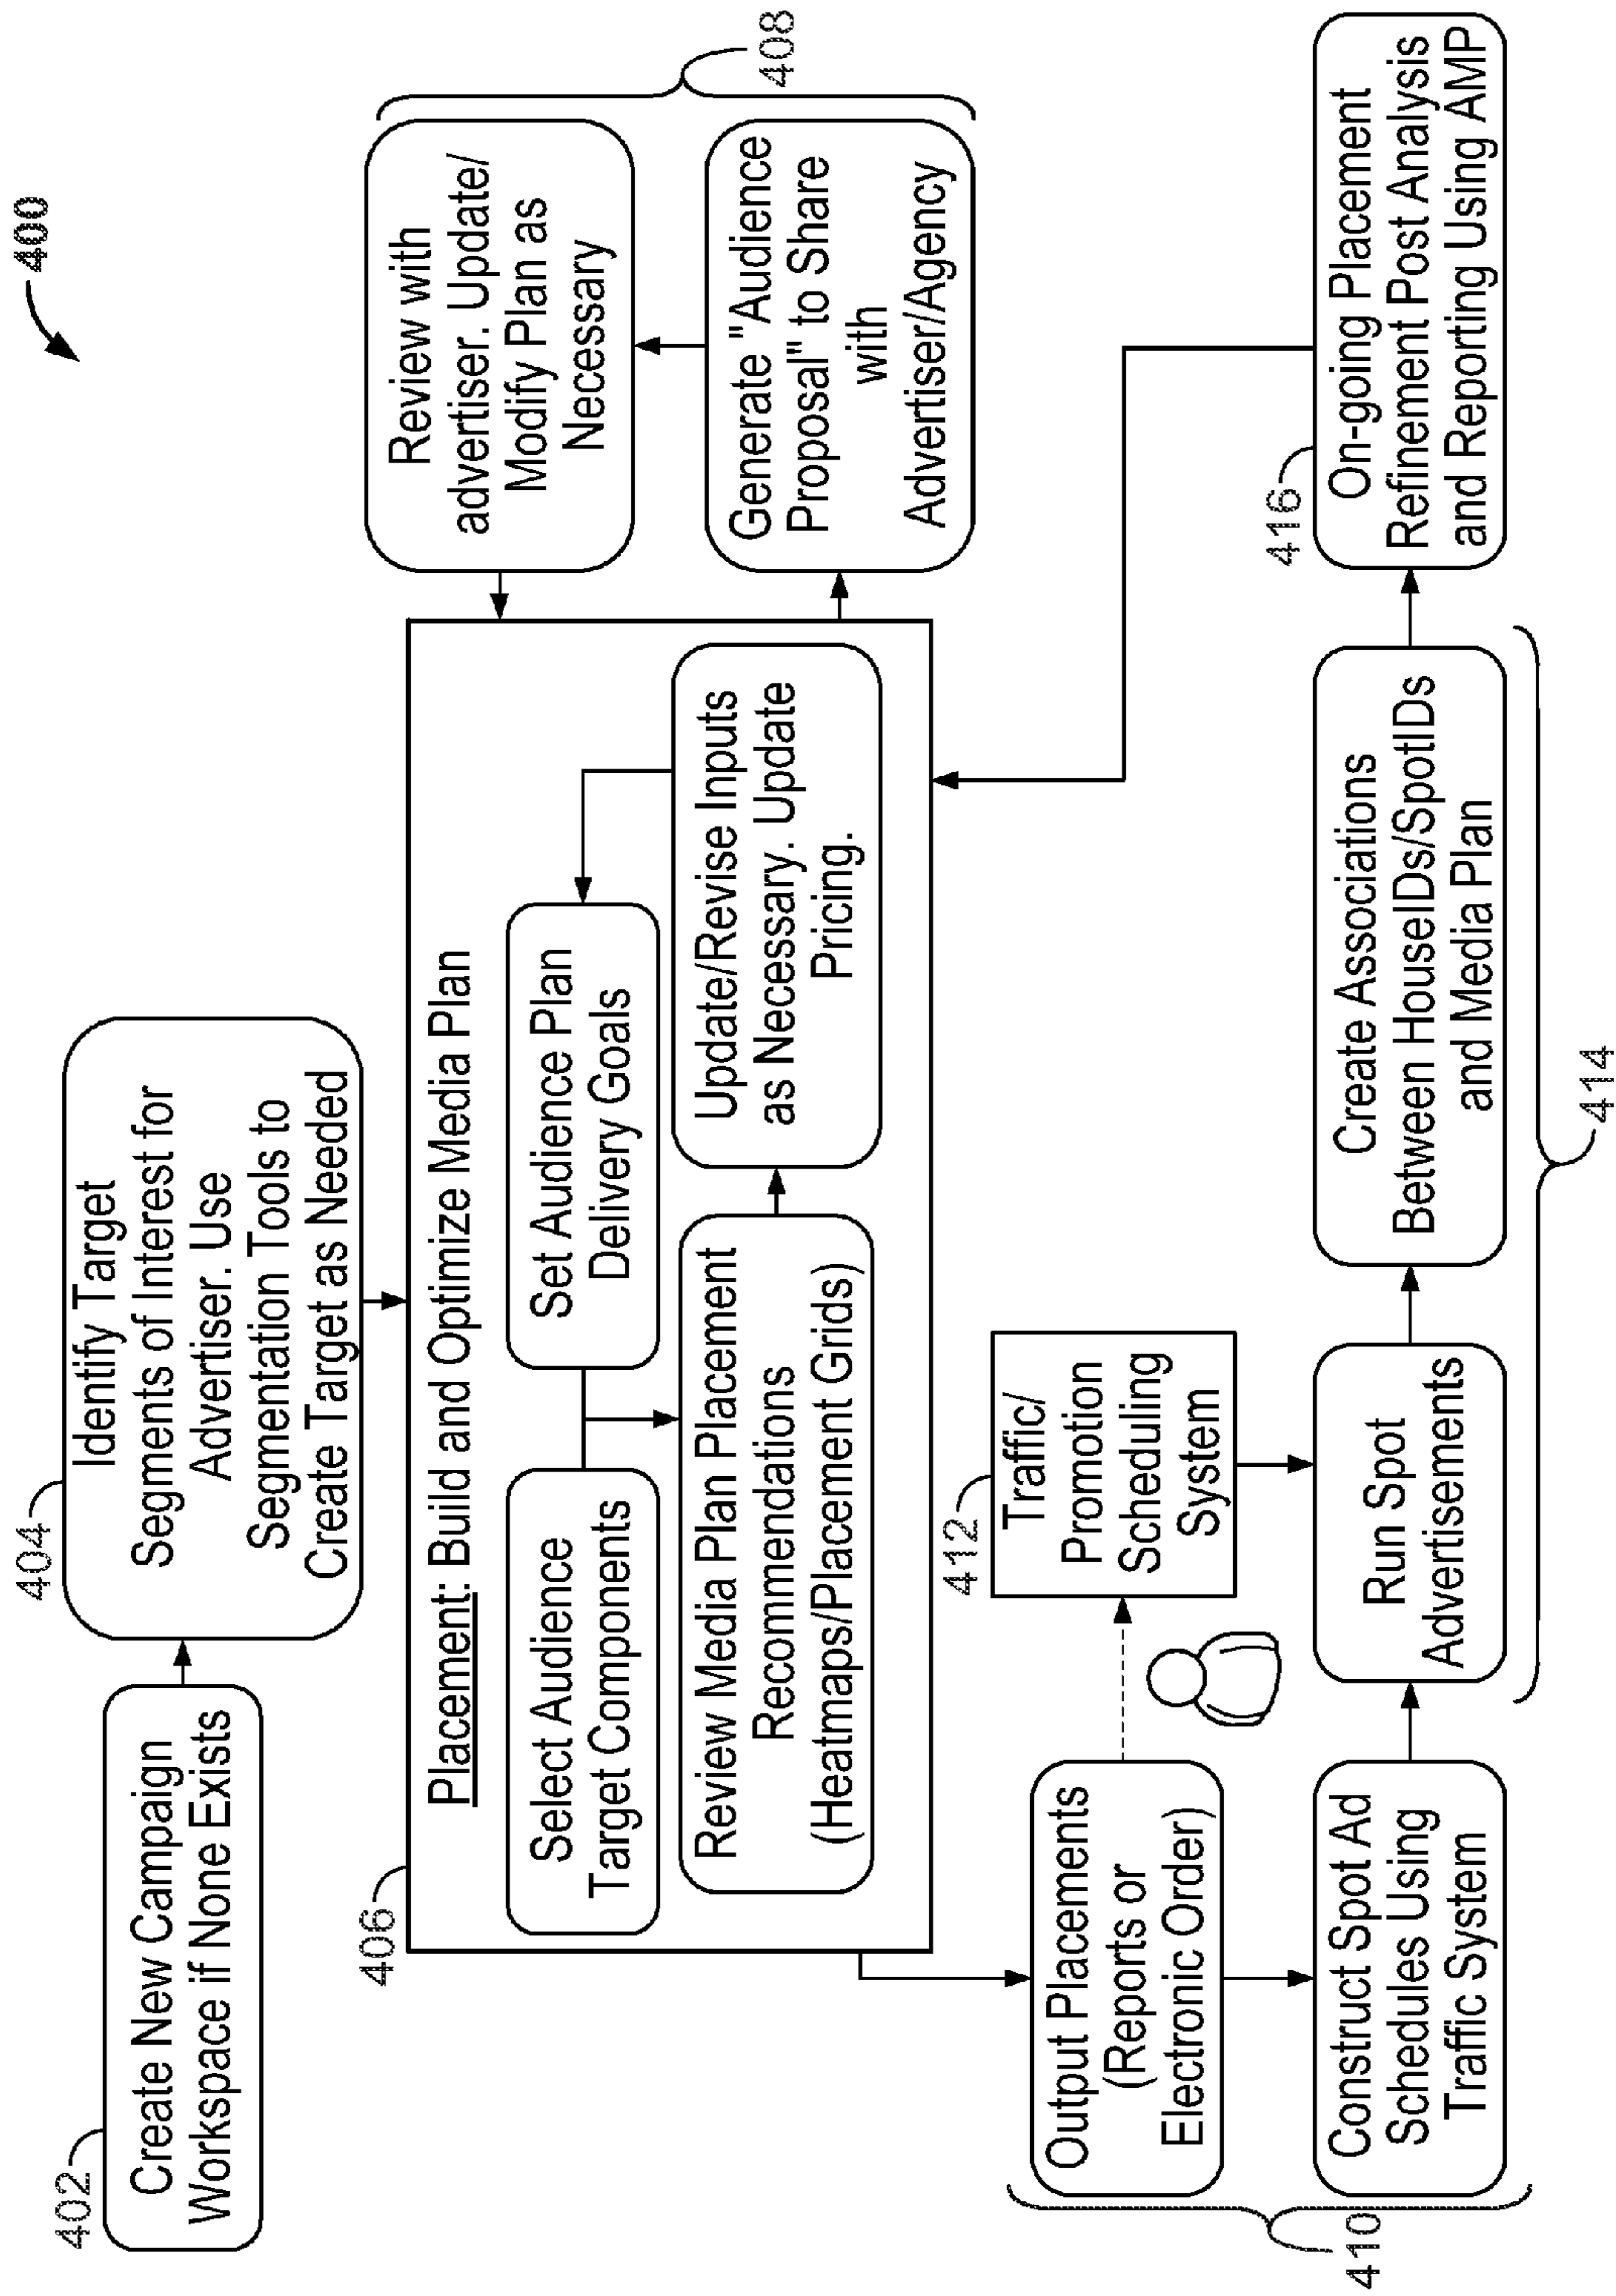 400
402
Create New Campaign
Workspace if None Exists
404
Identify Target
Segments of Interest for
Advertiser. Use
Segmentation Tools to
Create Target as Needed
406
Placement: Build and Optimize Media Plan
Select Audience
Target Components
Set Audience Plan
Delivery Goals
Review Media Plan Placement
Recommendations
(Heatmaps/Placement Grids)
Update/Revise Inputs
as Necessary. Update
Pricing.
Review with
advertiser. Update/
Modify Plan as
Necessary
Generate "Audience
Proposal" to Share
with
Advertiser/Agency
408
Output Placements
(Reports or
Electronic Order)
412
Traffic/
Promotion
Scheduling
System
Construct Spot Ad
Schedules Using
Traffic System
410
Run Spot
Advertisements
Create Associations
Between HouseIDs/SpotIDs
and Media Plan
414
416
On-going Placement
Refinement Post Analysis
and Reporting Using AMP